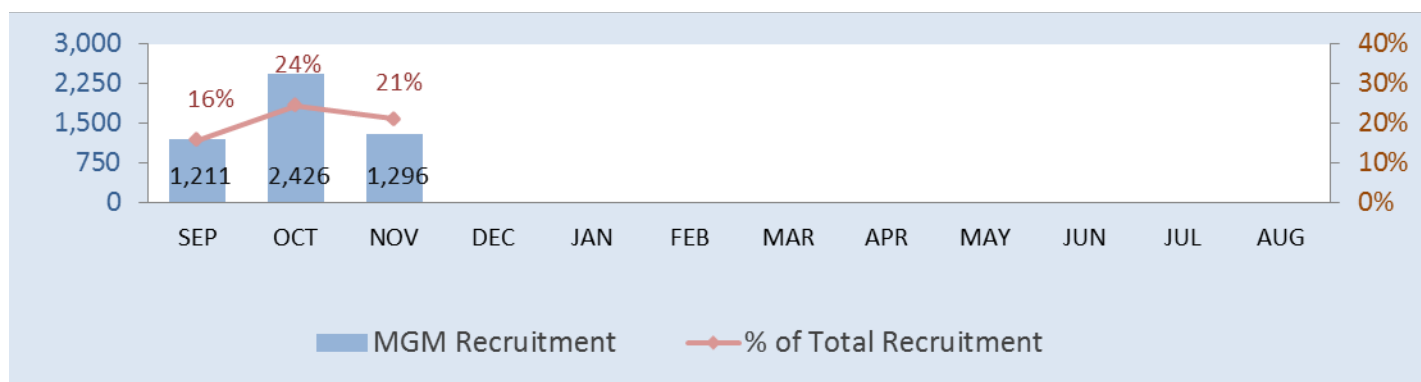 3,000 24% 40%
2,250 16% 21% 30%
1,500 20%
750 10%
1,211 2,426 1,296
0 0%
SEP OCT NOV DEC JAN FEB MAR APR MAY JUN JUL AUG
MGM Recruitment % of Total Recruitment